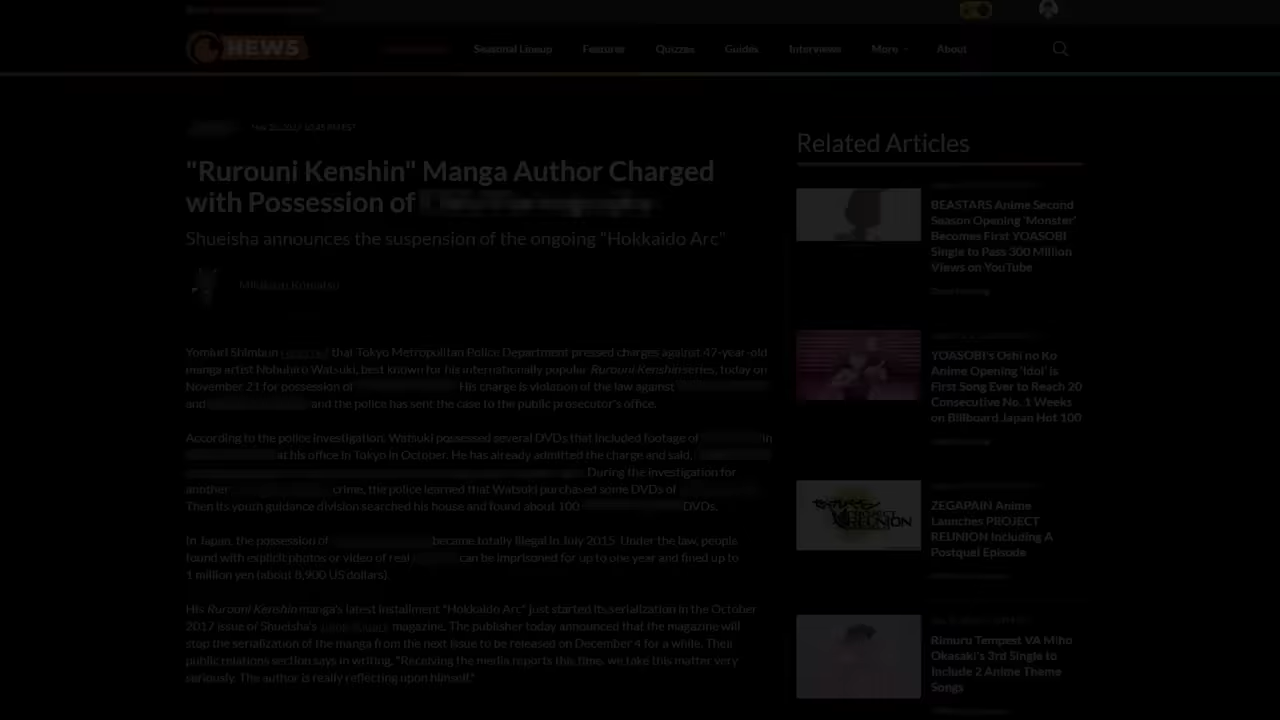 NEWS
Seasonal Lineup Features Quizzes Guides Interviews More About
"Rurouni Kenshin" Manga Author Charged
with Possession of
Shueisha announces the suspension of the ongoing "Hokkaido Arc"
Mikikazu Komatsu
Yomiuri Shimbun that Tokyo Metropolitan Police Department pressed charges against 47-year-old
manga artist Nobuhiro Watsuki, best known for his internationally popular Rurouni Kenshin series, today on
November 21 for possession of His charge is violation of the law against
and and the police has sent the case to the public prosecutor's office.
According to the police investigation, Watsuki possessed several DVDs that included footage of in
at his office in Tokyo in October. He has already admitted the charge and said,
During the investigation for
another crime, the police learned that Watsuki purchased some DVDs of
Then its youth guidance division searched his house and found about 100 DVDs.
In Japan, the possession of became totally illegal in July 2015. Under the law, people
found with explicit photos or video of real can be imprisoned for up to one year and fined up to
1 million yen (about 8,900 US dollars).
His Rurouni Kenshin manga's latest installment "Hokkaido Arc" just started its serialization in the October
2017 issue of Shueisha's magazine. The publisher today announced that the magazine will
stop the serialization of the manga from the next issue to be released on December 4 for a while. Their
public relations section says in writing, "Receiving the media reports this time, we take this matter very
seriously. The author is really reflecting upon himself."
Related Articles
BEASTARS Anime Second
Season Opening 'Monster'
Becomes First YOASOBI
Single to Pass 300 Million
Views on YouTube
YOASOBI's Oshi no Ko
Anime Opening 'Idol' is
First Song Ever to Reach 20
Consecutive No. 1 Weeks
on Billboard Japan Hot 100
ZEGAPAIN Anime
Launches PROJECT
REUNION Including A
Postquel Episode
Rimuru Tempest VA Miho
Okasaki's 3rd Single to
Include 2 Anime Theme
Songs